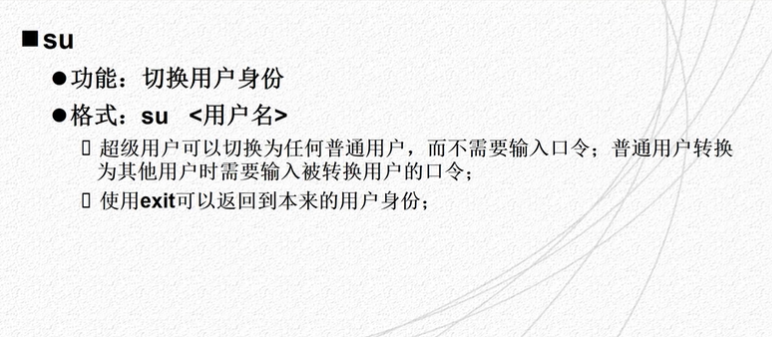 ■su
●功能：切换用户身份
●格式：su <用户名>
▯ 超级用户可以切换为任何普通用户，而不需要输入口令；普通用户转换
为其他用户时需要输入被转换用户的口令；
▯ 使用exit可以返回到本来的用户身份；